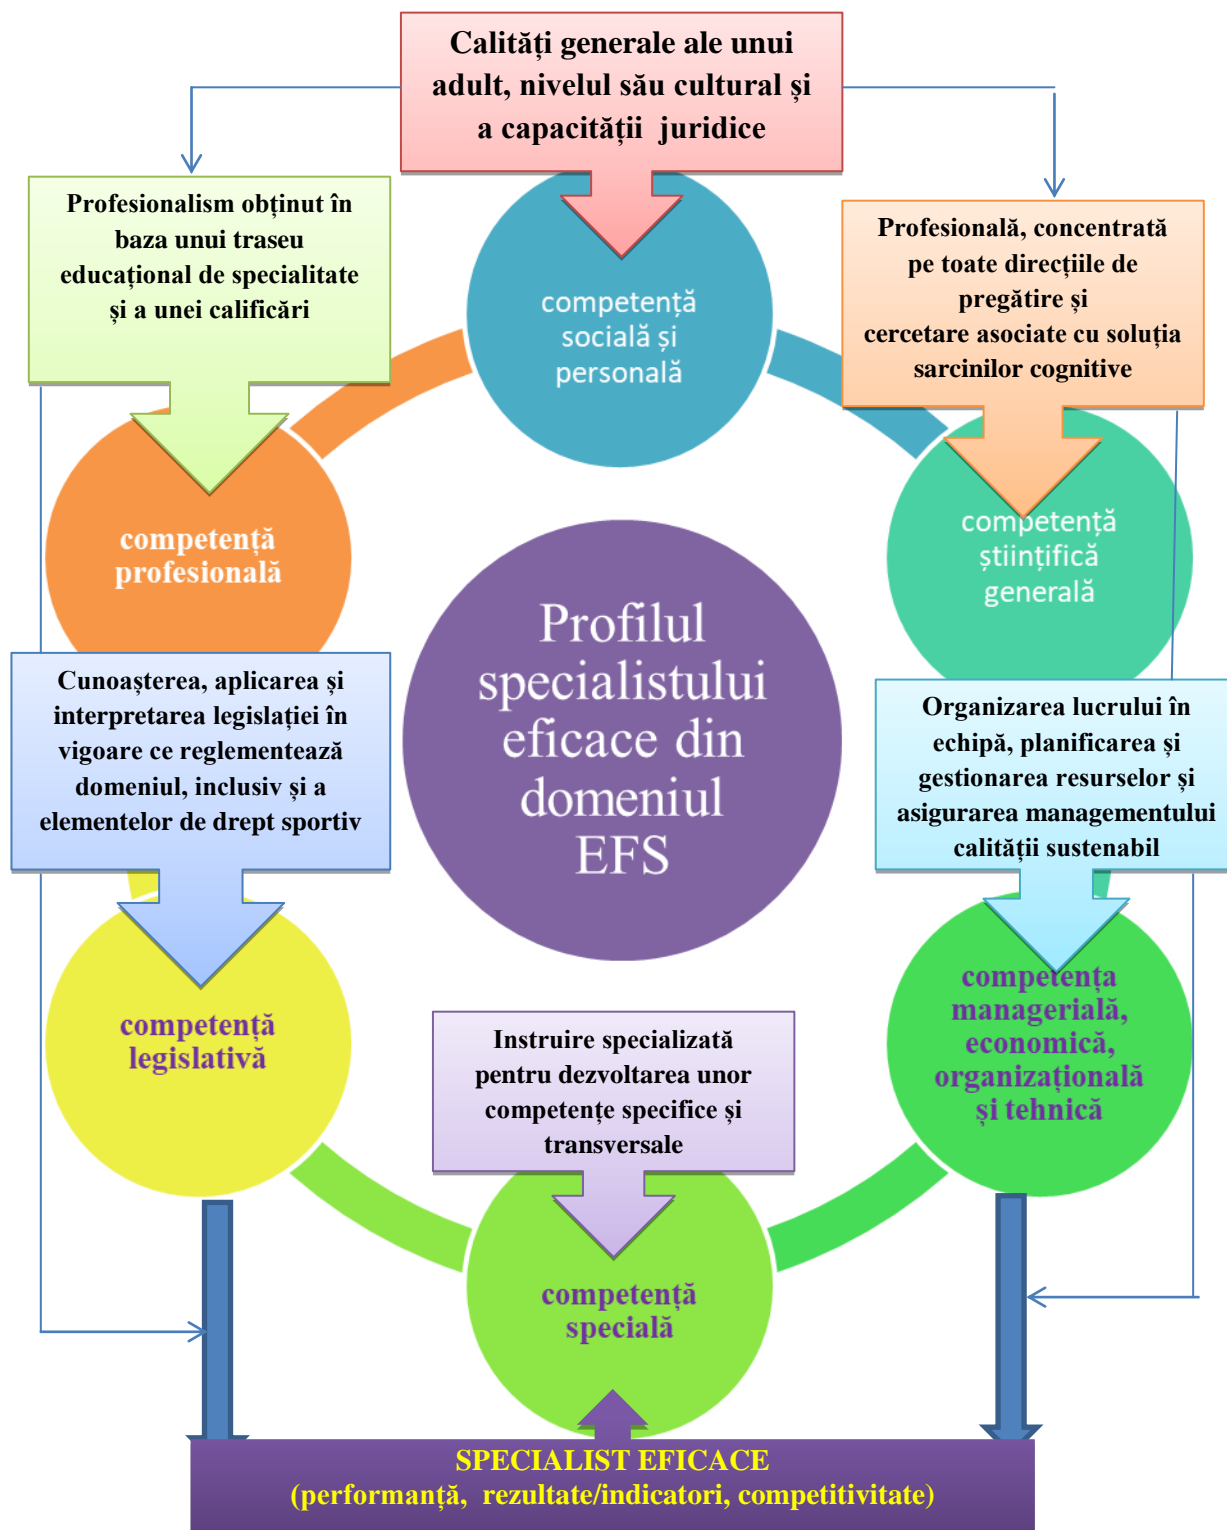 Calități generale ale unui
adult, nivelul său cultural și
a capacității juridice
Profesionalism obținut în
baza unui traseu
educațional de specialitate
și a unei calificări
Profesională, concentrată
pe toate direcțiile de
pregătire și
cercetare asociate cu soluția
sarcinilor cognitive
competență
socială și
personală
competență
profesională
competență
științifică
generală
Profilul
specialistului
eficace din
domeniul
EFS
Cunoașterea, aplicarea și
interpretarea legislației în
vigoare ce reglementează
domeniul, inclusiv și a
elementelor de drept sportiv
Organizarea lucrului în
echipă, planificarea și
gestionarea resurselor și
asigurarea managementului
calității sustenabil
competență
legislativă
competența
managerială,
economică,
organizațională
și tehnică
Instruire specializată
pentru dezvoltarea unor
competențe specifice și
transversale
competență
specială
SPECIALIST EFICACE
(performanță, rezultate/indicatori, competitivitate)